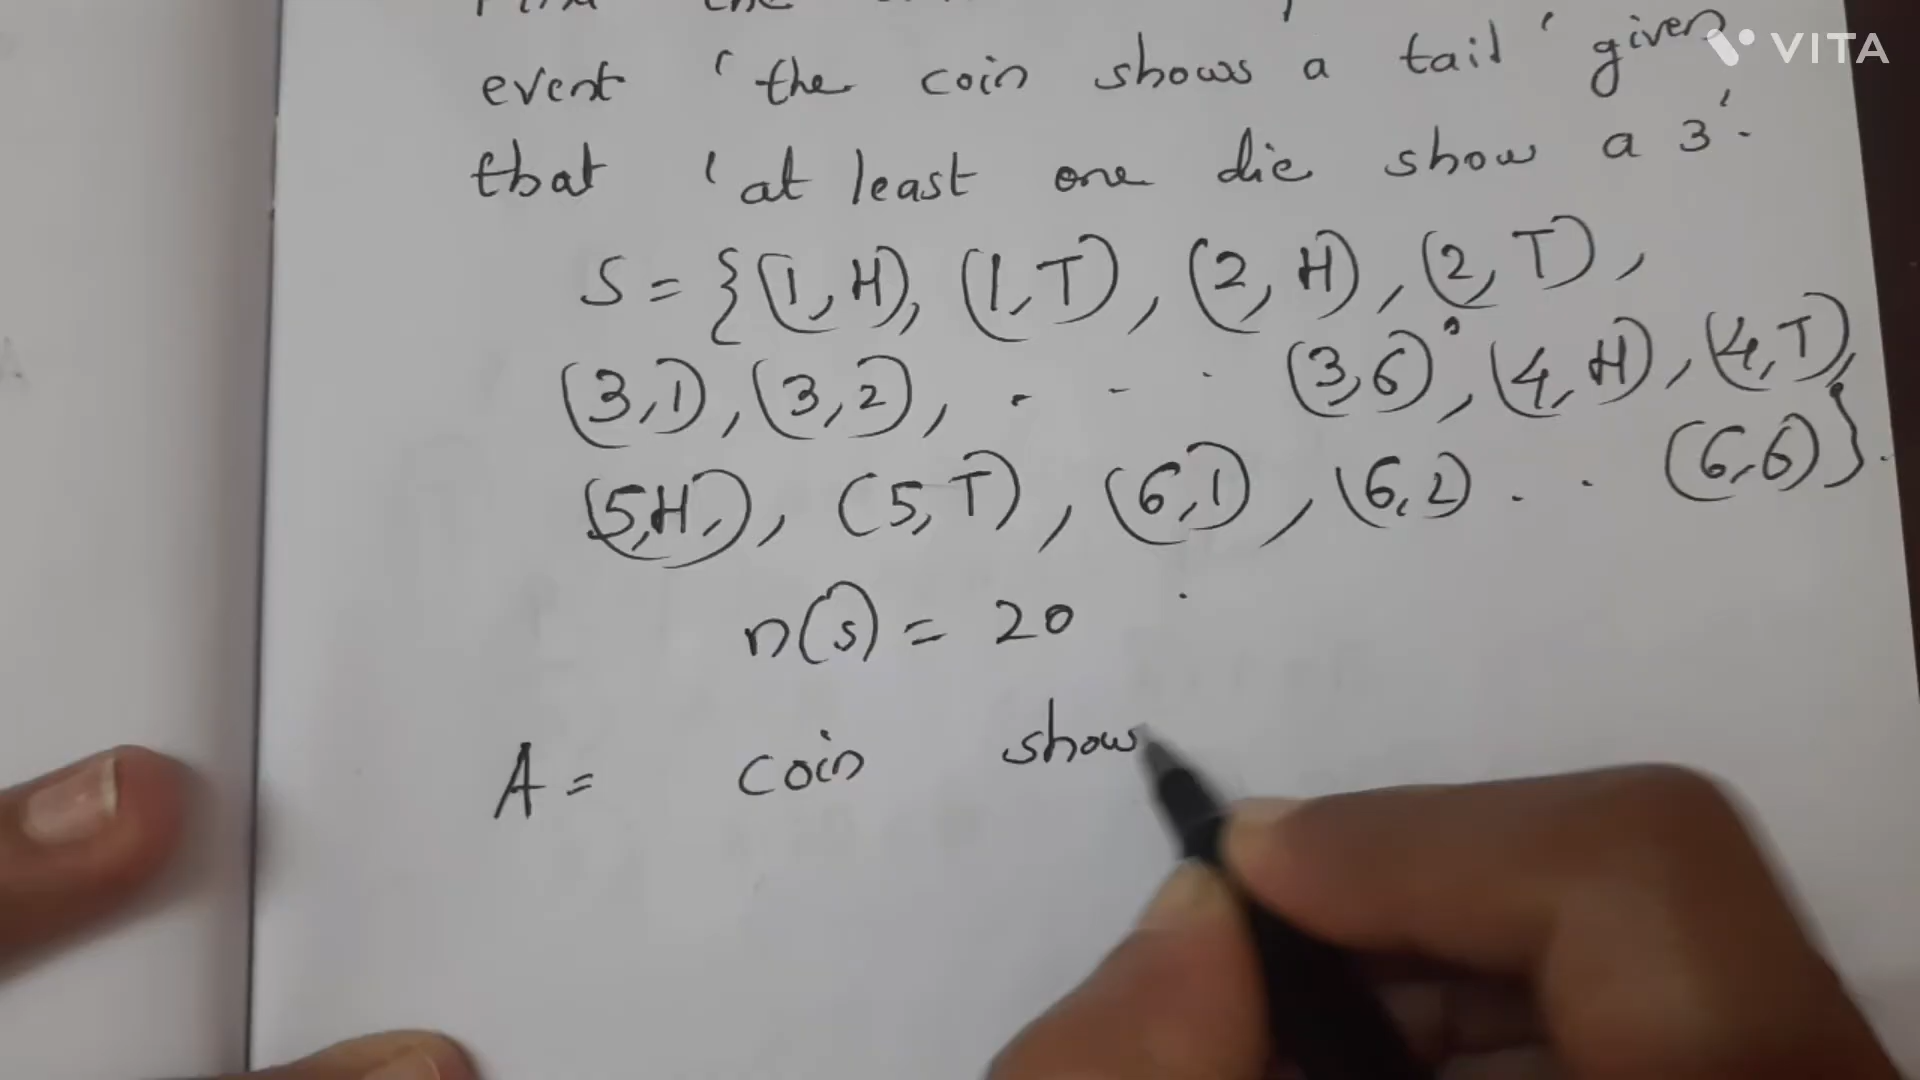 the
event 'the coin shows a tail' given
that 'at least one die show a 3'.
S = {(1,H), (1,T), (2,H), (2,T),
(3,1), (3,2), . - - (3,6), (4,H), (4,T),
(5,H,), (5,T), (6,1), (6,2) . . (6,6)}.
n(s) = 20
A = coin show
VITA